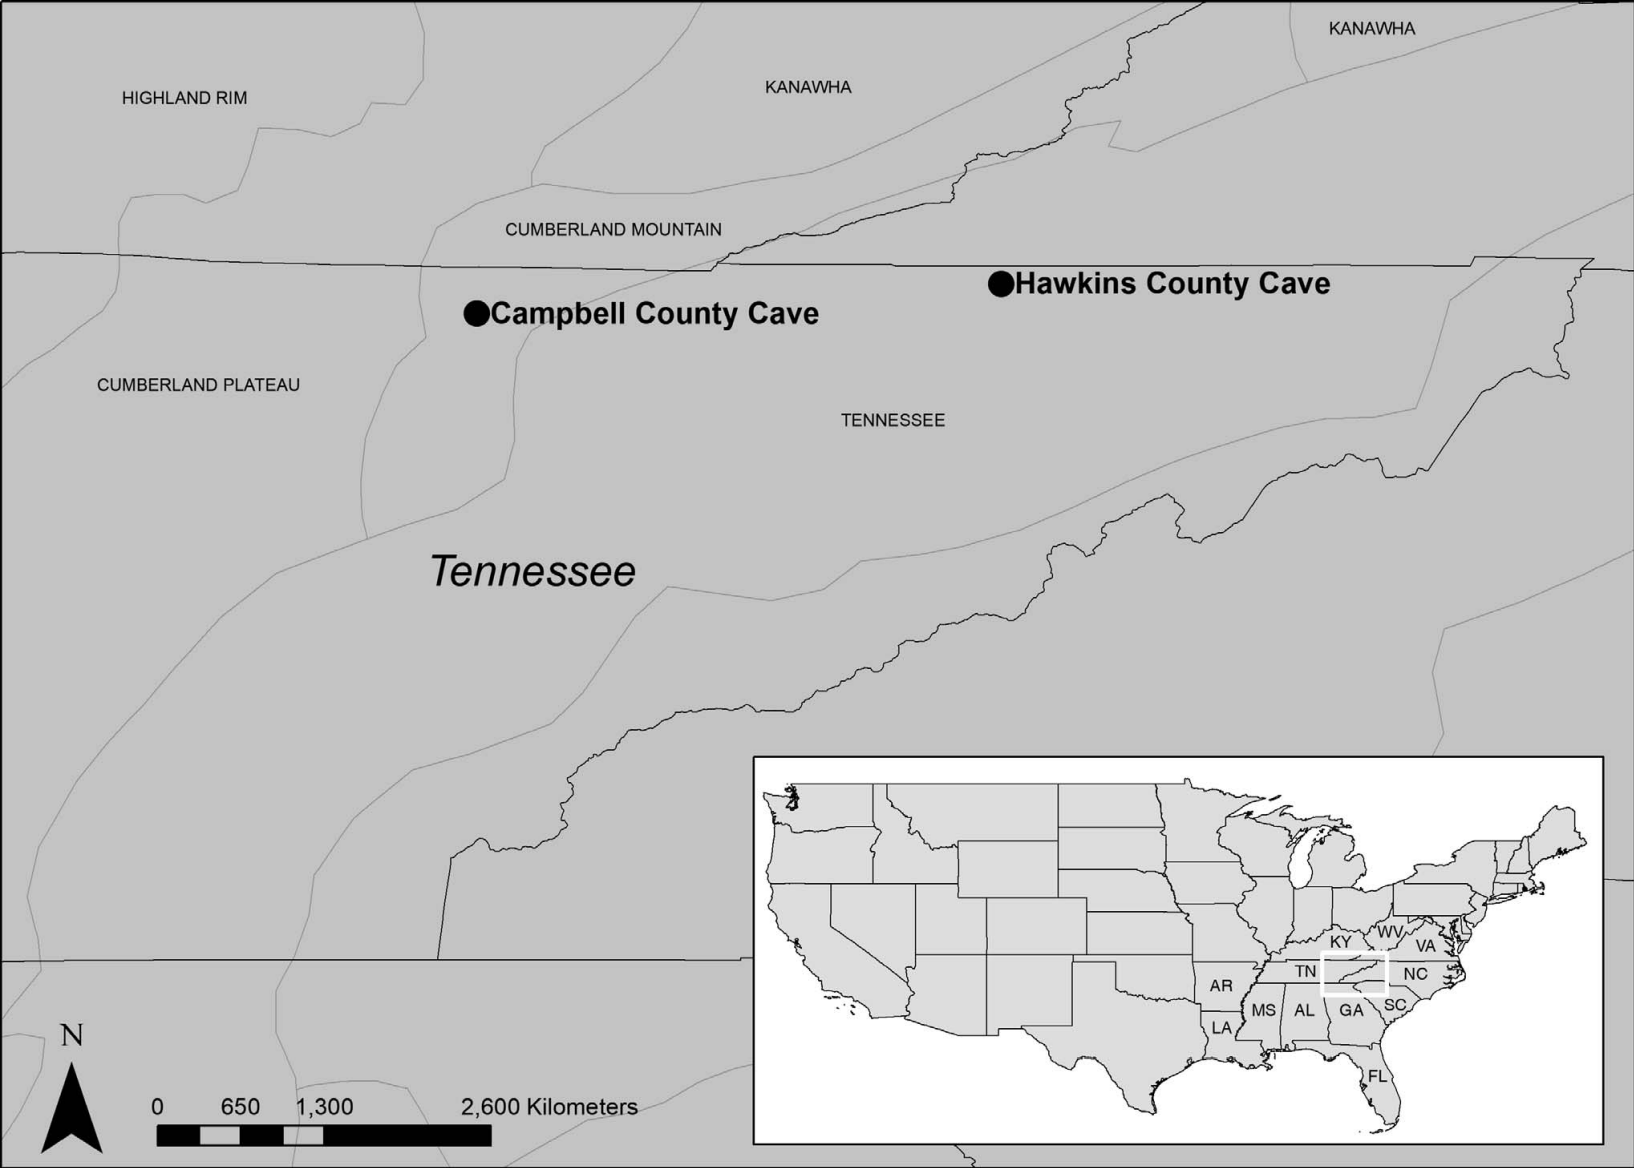 KANAWHA
KANAWHA
HIGHLAND RIM
CUMBERLAND MOUNTAIN
Hawkins County Cave
Campbell County Cave
CUMBERLAND PLATEAU
TENNESSEE
Tennessee
KY
WV
VA
TN
NC
AR
MS
AL
GA
SC
LA
FL
N
0 650 1,300 2,600 Kilometers